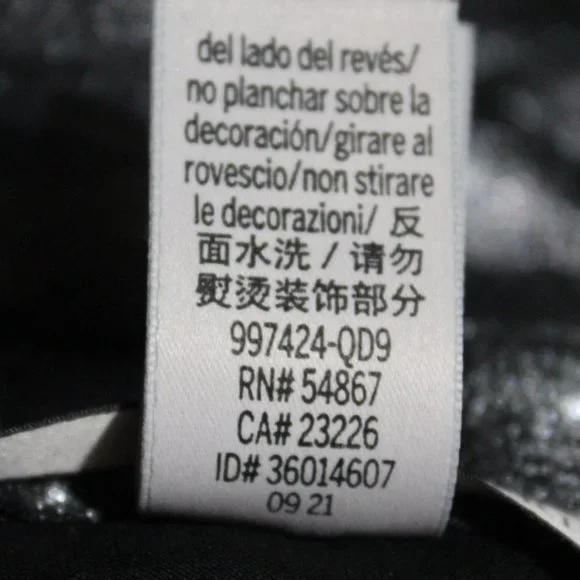 del lado del revés/
no planchar sobre la
decoración/girare al
rovescio/non stirare
le decorazioni/ 反
面水洗 / 请勿
熨烫装饰部分
997424-QD9
RN# 54867
CA# 23226
ID# 36014607
09 21